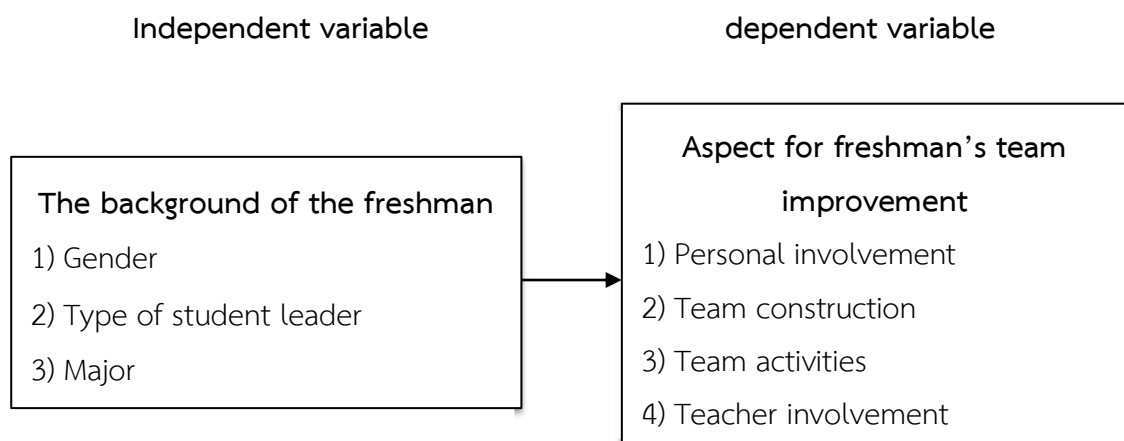 Independent variable
dependent variable
The background of the freshman
1) Gender
2) Type of student leader
3) Major
Aspect for freshman’s team
improvement
1) Personal involvement
2) Team construction
3) Team activities
4) Teacher involvement